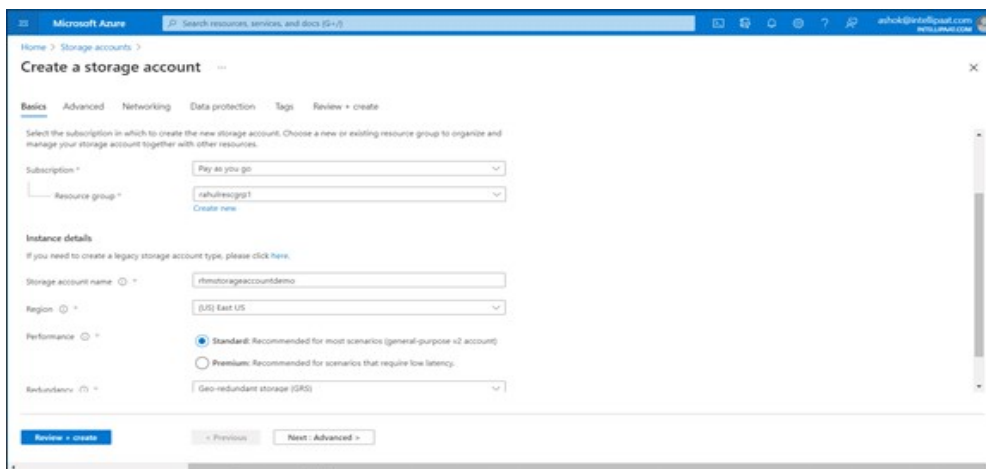 Microsoft Azure
Search resources, services, and docs (G+/)
ashok@intellipaat.com
INTELLIPAAT.COM
Home > Storage accounts >
Create a storage account ...
Basics Advanced Networking Data protection Tags Review + create
Select the subscription in which to create the new storage account. Choose a new or existing resource group to organize and
manage your storage account together with other resources.
Subscription * Pay as you go
Resource group * rahulrescgrp1
Create new
Instance details
If you need to create a legacy storage account type, please click here.
Storage account name * rhmstorageaccountdemo
Region * (US) East US
Performance * Standard: Recommended for most scenarios (general-purpose v2 account)
Premium: Recommended for scenarios that require low latency.
Redundancy * Geo-redundant storage (GRS)
Review + create < Previous Next : Advanced >